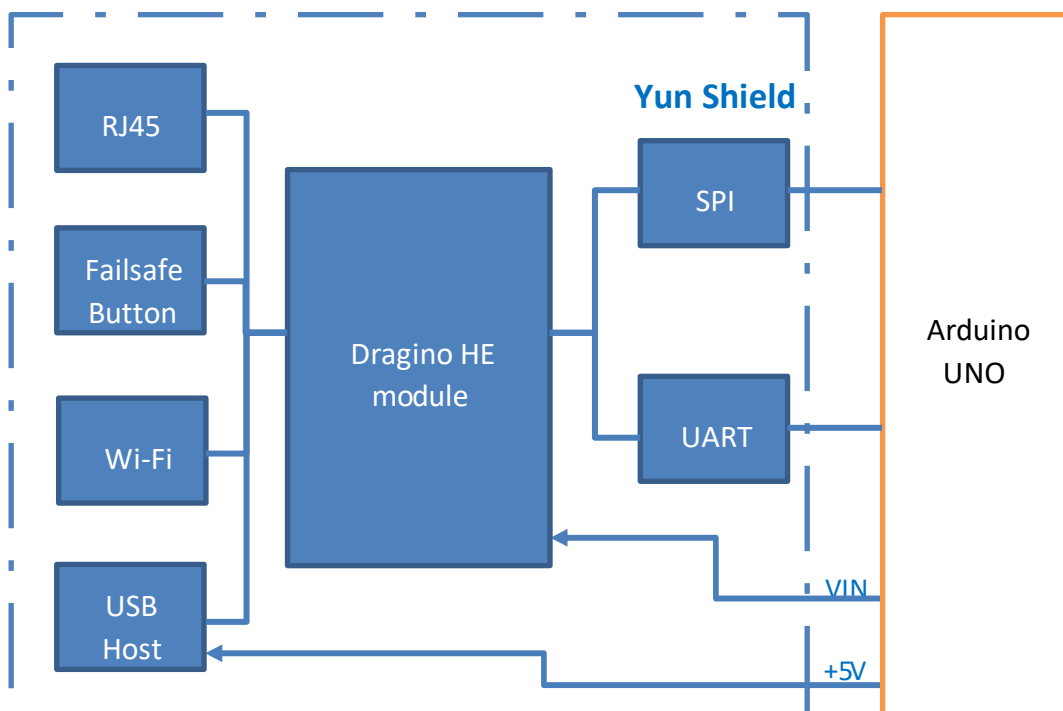 Yun Shield
RJ45
SPI
Failsafe
Button
Dragino HE
module
Arduino
UNO
Wi-Fi
UART
USB
Host
VIN
+5V